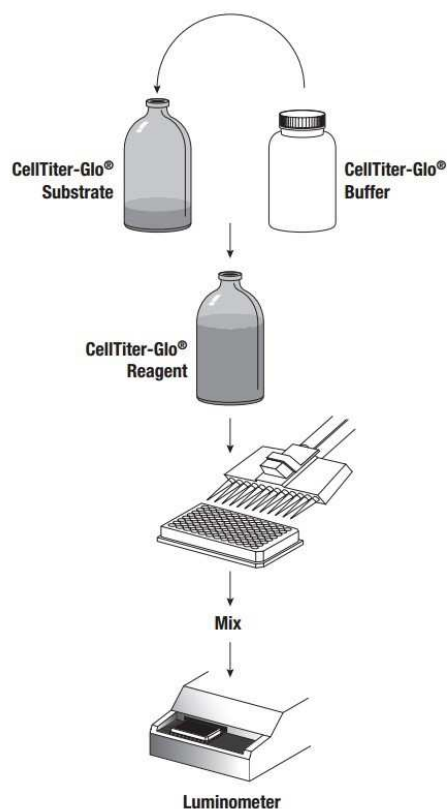 CellTiter-Glo®
Substrate
CellTiter-Glo®
Buffer
CellTiter-Glo®
Reagent
Mix
Luminometer